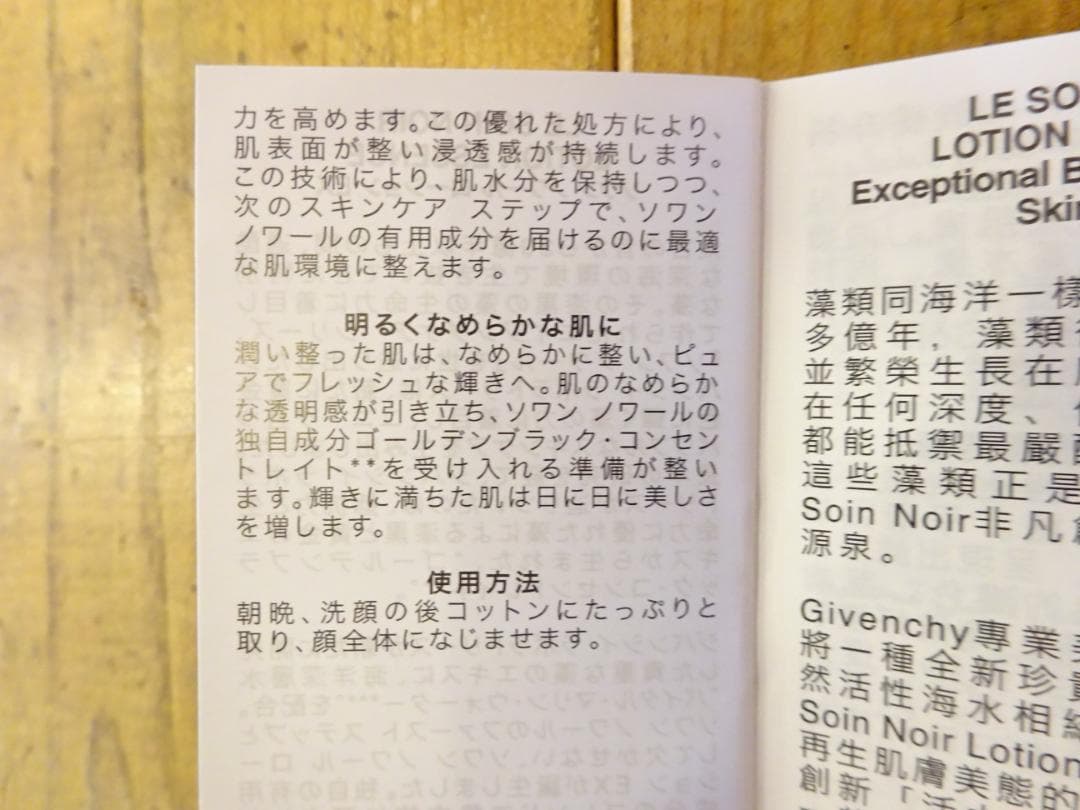 力を高めます。この優れた処方により、
肌表面が整い浸透感が持続します。
この技術により、肌水分を保持しつつ、
次のスキンケア ステップで、ソワン
ノワールの有用成分を届けるのに最適
な肌環境に整えます。
明るくなめらかな肌に
潤い整った肌は、なめらかに整い、ピュ
アでフレッシュな輝きへ。肌のなめらか
な透明感が引き立ち、ソワン ノワールの
独自成分ゴールデンブラック・コンセン
トレイト**を受け入れる準備が整い
ます。輝きに満ちた肌は日に日に美しさ
を増します。
使用方法
朝晩、洗顔の後コットンにたっぷりと
取り、顔全体になじませます。
LE SO
LOTION
Exceptional E
Skin
藻類同海洋一樣
多億年，藻類
並繁榮生長在
在任何深度、
都能抵禦最嚴
這些藻類正是
Soin Noir非凡創
源泉。
Givenchy專業
將一種全新珍貴
然活性海水相結
Soin Noir Lotion
再生肌膚美態的
創新「活